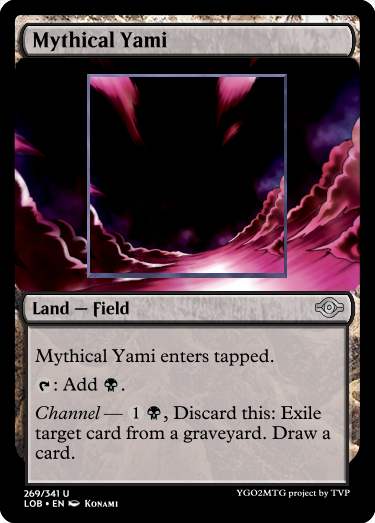 Mythical Yami
Land — Field
Mythical Yami enters tapped.
: Add .
Channel — 1 , Discard this: Exile
target card from a graveyard. Draw a
card.
269/341 U
LOB • EN Konami
YGO2MTG project by TVP